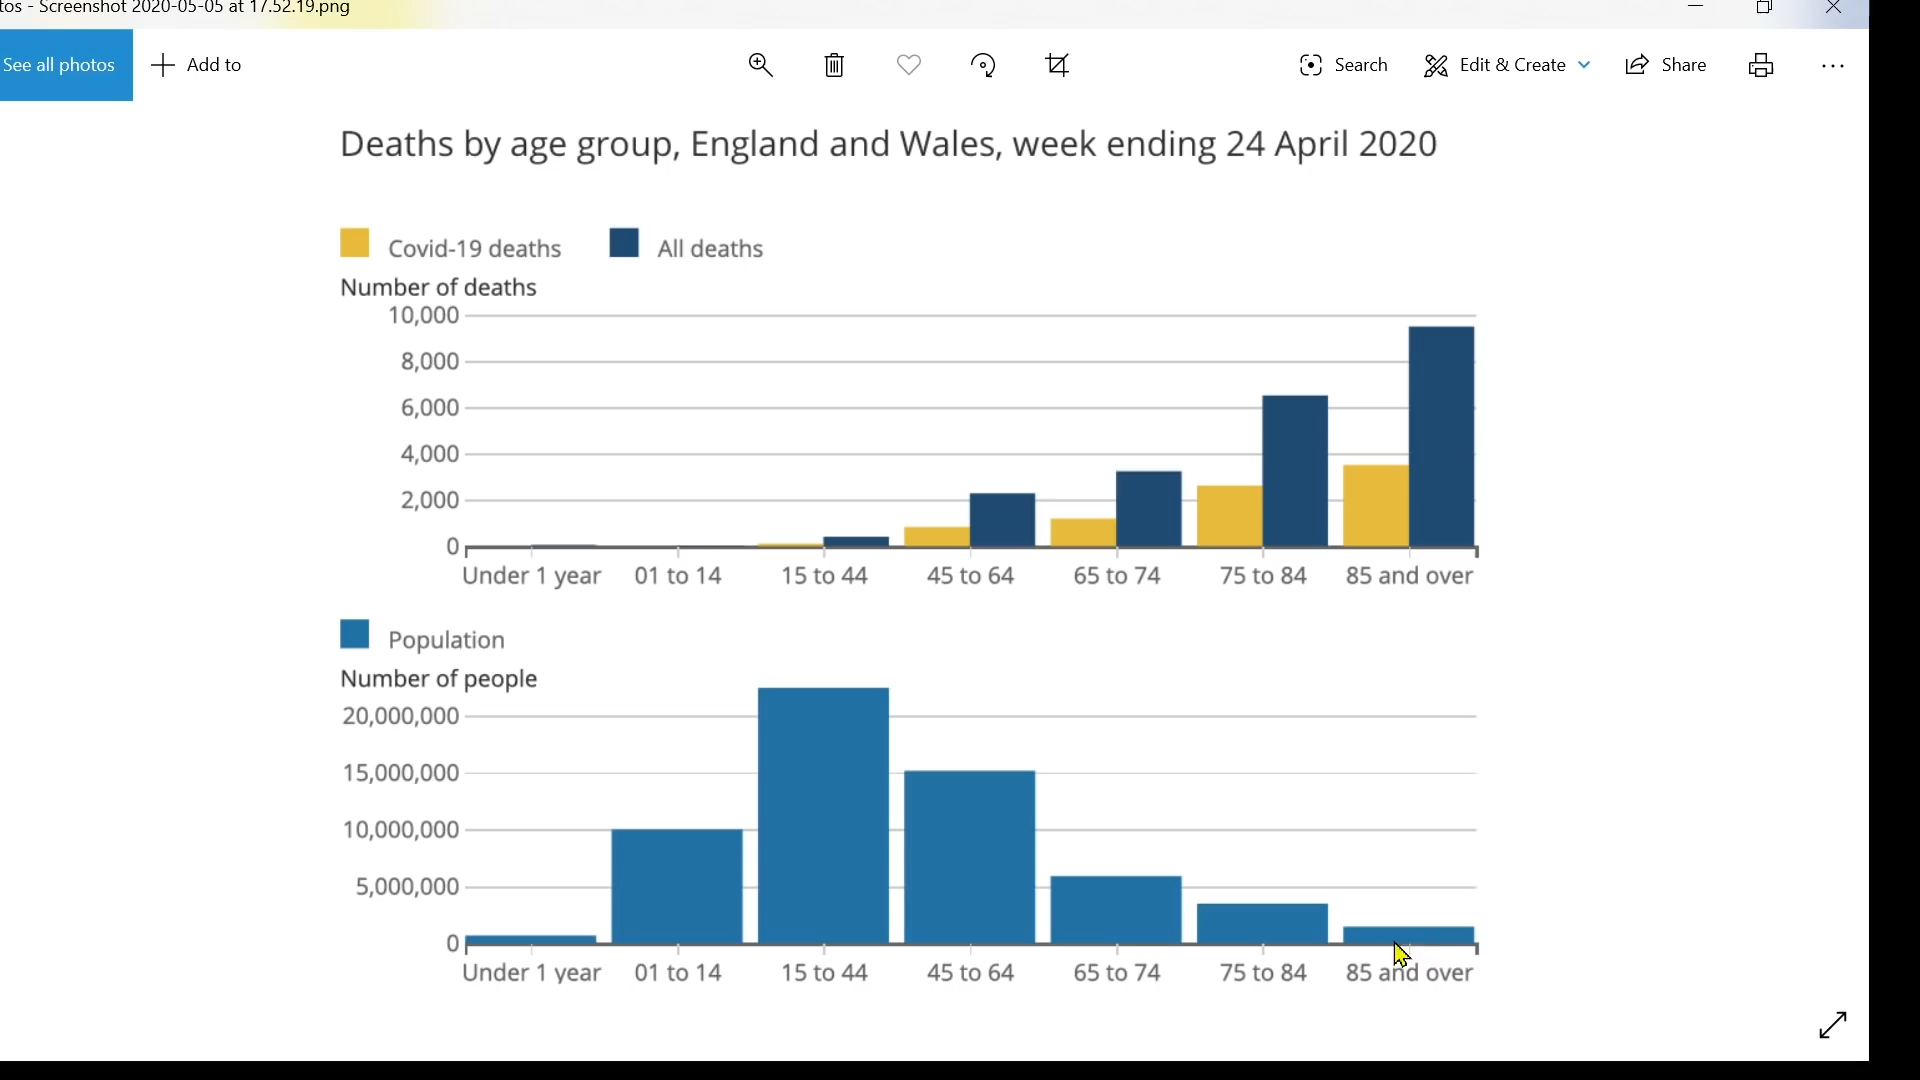 tos - Screenshot 2020-05-05 at 17.52.19.png
See all photos
Add to
Search
Edit & Create
Share
Deaths by age group, England and Wales, week ending 24 April 2020
Covid-19 deaths
All deaths
Number of deaths
10,000
8,000
6,000
4,000
2,000
0
Under 1 year 01 to 14 15 to 44 45 to 64 65 to 74 75 to 84 85 and over
Population
Number of people
20,000,000
15,000,000
10,000,000
5,000,000
0
Under 1 year 01 to 14 15 to 44 45 to 64 65 to 74 75 to 84 85 and over